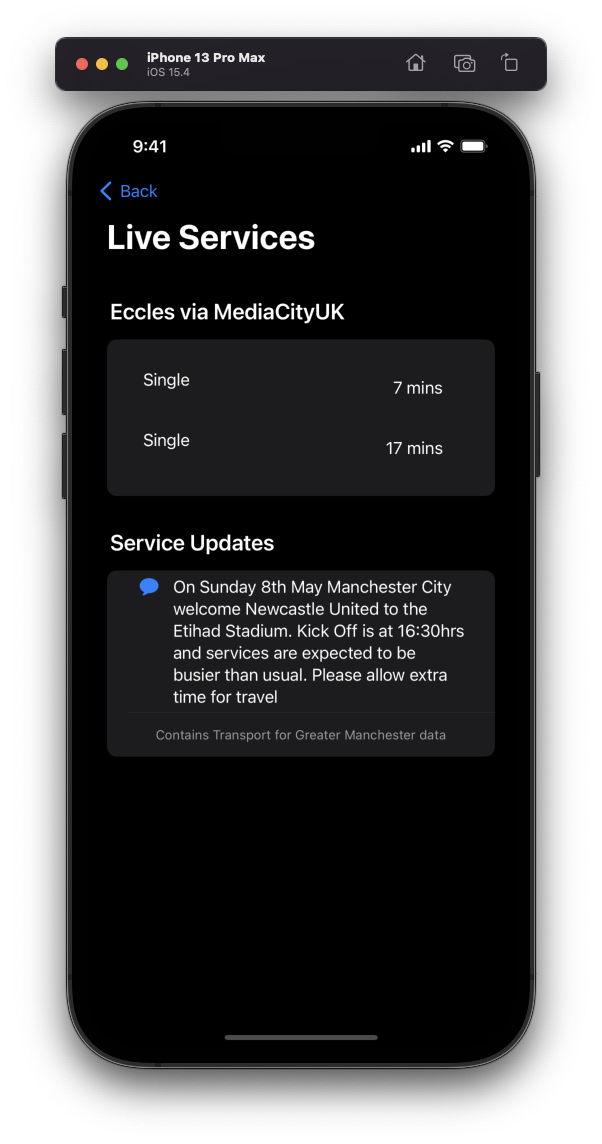 iPhone 13 Pro Max
iOS 15.4
9:41
Back
Live Services
Eccles via MediaCityUK
Single
7 mins
Single
17 mins
Service Updates
On Sunday 8th May Manchester City
welcome Newcastle United to the
Etihad Stadium. Kick Off is at 16:30hrs
and services are expected to be
busier than usual. Please allow extra
time for travel
Contains Transport for Greater Manchester data